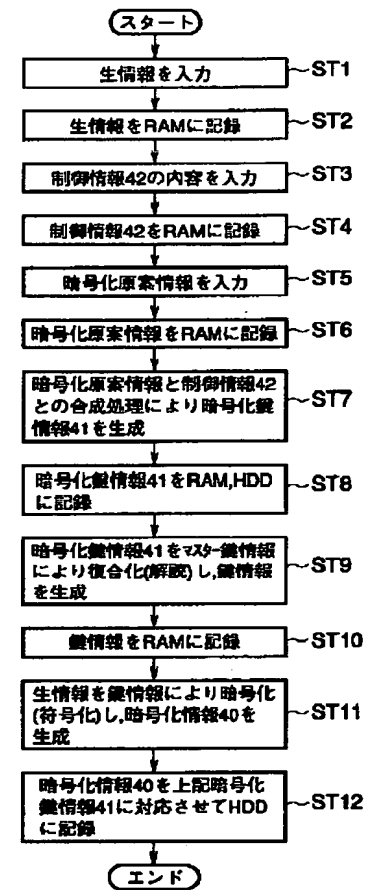 スタート
生情報を入力
ST1
生情報をRAMに記録
ST2
制御情報42の内容を入力
ST3
制御情報42をRAMに記録
ST4
暗号化原案情報を入力
ST5
暗号化原案情報をRAMに記録
ST6
暗号化原案情報と制御情報42
との合成処理により暗号化鍵
情報41を生成
ST7
暗号化鍵情報41をRAM,HDD
に記録
ST8
暗号化鍵情報41をマスター鍵情報
により復合化(解読)し,鍵情報
を生成
ST9
鍵情報をRAMに記録
ST10
生情報を鍵情報により暗号化
(符号化)し,暗号化情報40を
生成
ST11
暗号化情報40を上記暗号化
鍵情報41に対応させてHDD
に記録
ST12
エンド